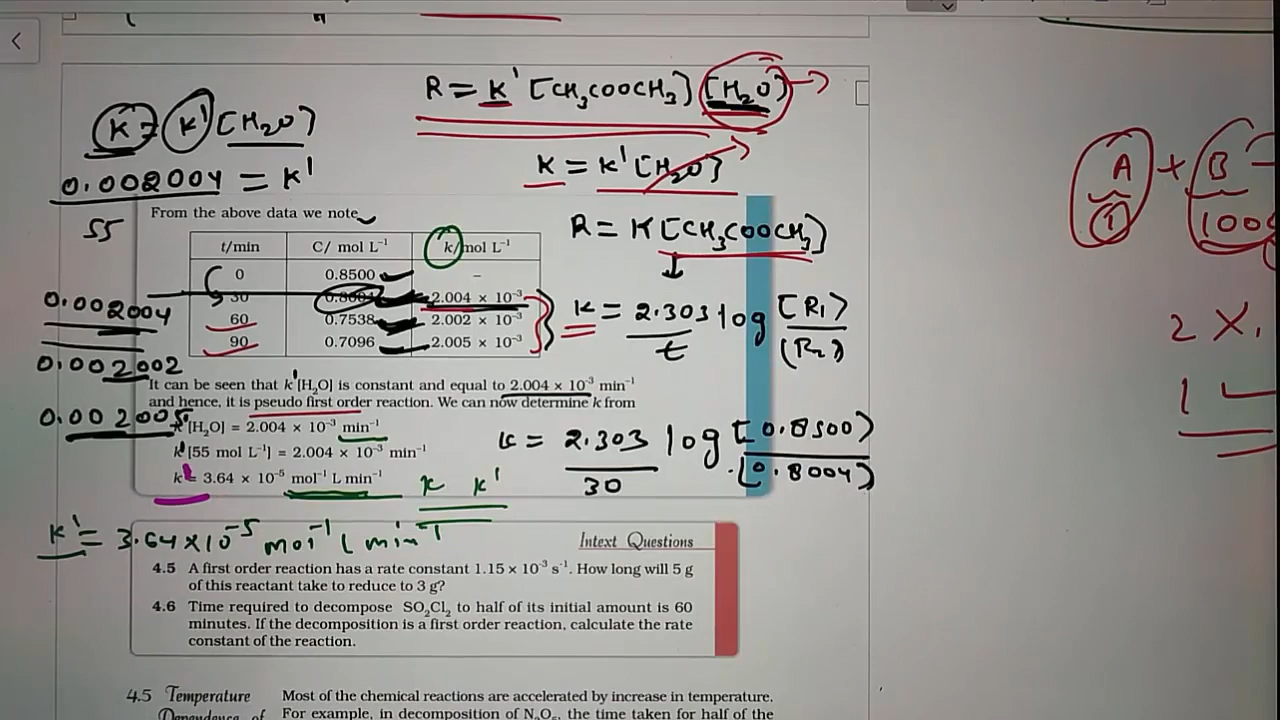 R = K' [CH₃COOCH₃] [H₂O]
K = K' [H₂O]
0.002004 = K'
55
K = K' [H₂O]
A + B
1
100
From the above data we note
R = K [CH₃COOCH₃]
t/min C/ mol L⁻¹ k/mol L⁻¹
0 0.8500 –
30 0.8004 2.004 × 10⁻³
60 0.7538 2.002 × 10⁻³
90 0.7096 2.005 × 10⁻³
0.002004
0.002002
0.002005
K = 2.303 log [R₁]
t (R₂)
2 X
1
It can be seen that k'[H₂O] is constant and equal to 2.004 × 10⁻³ min⁻¹
and hence, it is pseudo first order reaction. We can now determine k from
k' [H₂O] = 2.004 × 10⁻³ min⁻¹
k' [55 mol L⁻¹] = 2.004 × 10⁻³ min⁻¹
k' = 3.64 × 10⁻⁵ mol⁻¹ L min⁻¹
K = 2.303 log [0.8500)
30 [0.8004)
K K'
K' = 3.64 × 10⁻⁵ mol⁻¹ L min⁻¹
Intext Questions
4.5 A first order reaction has a rate constant 1.15 × 10⁻³ s⁻¹. How long will 5 g
of this reactant take to reduce to 3 g?
4.6 Time required to decompose SO₂Cl₂ to half of its initial amount is 60
minutes. If the decomposition is a first order reaction, calculate the rate
constant of the reaction.
4.5 Temperature Most of the chemical reactions are accelerated by increase in temperature.
Dependence of For example, in decomposition of N₂O₅, the time taken for half of the